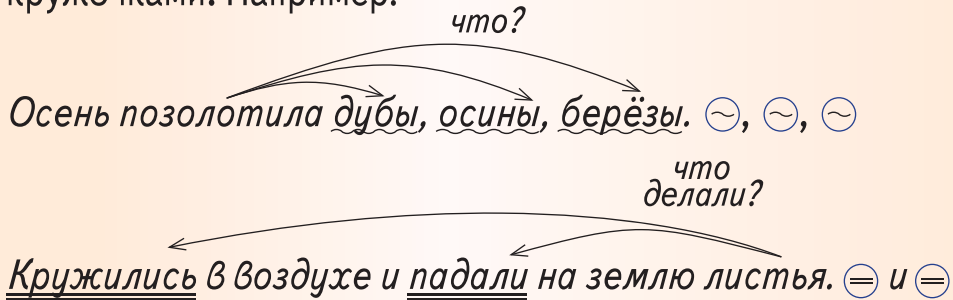 кружочками. Например:
что?
Осень позолотила дубы, осины, берёзы. , ,
что
делали?
Кружились в воздухе и падали на землю листья. и